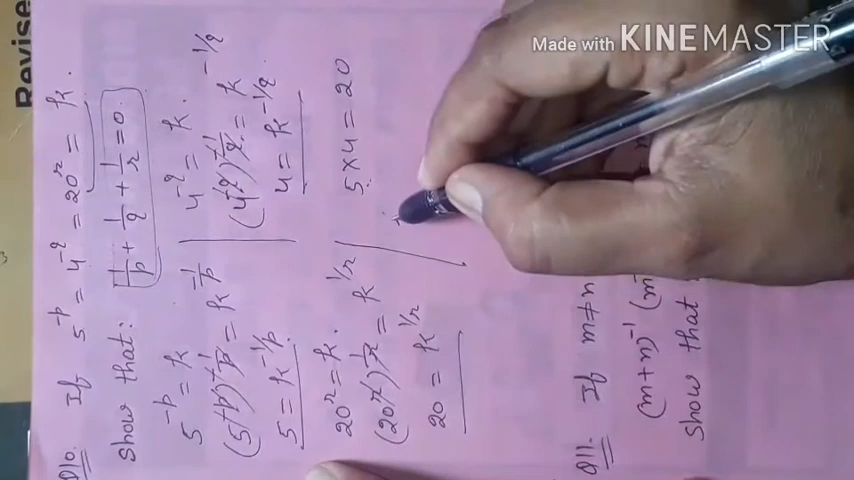 Q10. If 5^-p = 4^-q = 20^r = k.
show that: 1/p + 1/q + 1/r = 0.
5^-p = k
(5^-p)^-1/p = k^-1/p
5 = k^-1/p
4^-q = k.
(4^-q)^-1/q = k^-1/q
4 = k^-1/q
20^r = k.
(20^r)^1/r = k^1/r
20 = k^1/r
5 × 4 = 20
Q11. If m ≠ n
(m+n)^-1 (m^-1
show that
Revise
Made with KINEMASTER